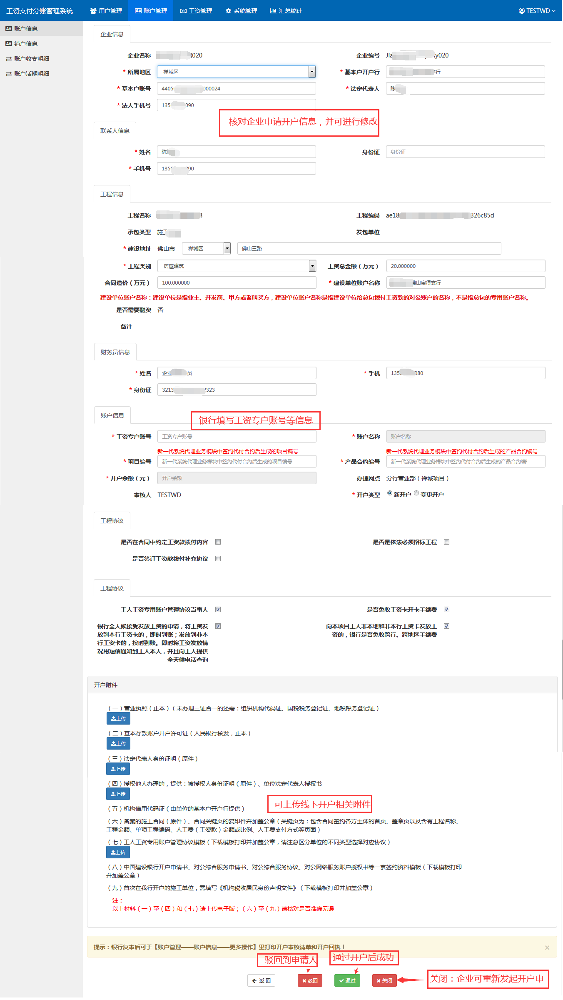 工资支付分账管理系统 用户管理 账户管理 工资管理 系统管理 汇总统计 TESTWD
账户信息
销户信息
账户收支明细
账户活期明细
企业信息
企业名称 020 企业编号 Jia y020
* 所属地区 禅城区 * 基本户开户行 支行
* 基本户账号 4405 000024 * 法定代表人 陈
* 法人手机号 135 090
核对企业申请开户信息，并可进行修改
联系人信息
* 姓名 陈 身份证 身份证
* 手机号 135 090
工程信息
工程名称 工程编码 ae18 326c85d
承包类型 施工 发包单位
* 建设地址 佛山市 禅城区 佛山三路
* 工程类别 房屋建筑 工资总金额（万元） 20.000000
合同造价（万元） 100.000000 * 建设单位账户名称 佛山宝得支行
建设单位账户名称：建设单位是指业主、开发商、甲方或者叫买方，建设单位账户名称是指建设单位给总包拨付工资款的对公账户的名称，不是指总包的专用账户名称。
是否需要融资 否
备注
财务员信息
* 姓名 企业 员 * 手机 135 080
* 身份证 3213 323
账户信息
银行填写工资专户账号等信息
* 工资专户账号 工资专户账号 * 账户名称 账户名称
新一代系统代理业务模块中签约代付合约后生成的项目编号 新一代系统代理业务模块中签约代付合约后生成的产品合约编号
* 项目编号 新一代系统代理业务模块中签约代付合约后生成的项目编号 * 产品合约编号 新一代系统代理业务模块中签约代付合约后生成的产品合约编
* 开户余额（元） 开户余额 办理网点 分行营业部（禅城项目）
审核人 TESTWD * 开户类型 新开户 变更开户
工程协议
是否在合同中约定工资款拨付内容 是否是依法必须招标工程
是否签订工资款拨付补充协议
工程协议
工人工资专用账户管理协议当事人 是否免收工资卡开卡手续费
银行全天候接受发放工资的申请，将工资发 向本项目工人非本地和非本行工资卡发放工
放到本行工资卡的，即时到账；发放到非本 资的，银行是否免收跨行、跨地区手续费
行工资卡的，按时到账。即时将工资发放情
况用短信通知到工人本人，并且向工人提供
全天候电话查询
开户附件
（一）营业执照（正本）（未办理三证合一的还需：组织机构代码证、国税税务登记证、地税税务登记证）
上传
（二）基本存款账户开户许可证（人民银行核发，正本）
上传
（三）法定代表人身份证明（原件）
上传
（四）授权他人办理的，提供：被授权人身份证明（原件）、单位法定代表人授权书
上传
可上传线下开户相关附件
（五）机构信用代码证（由单位的基本户开户行提供）
（六）备案的施工合同（原件）、合同关键页的复印件并加盖公章（关键页为：包含合同签约各方主体的首页、盖章页以及含有工程名称、
工程金额、单项工程编码、人工费（工资款）金额或比例、人工费支付方式等页面）
（七）工人工资专用账户管理协议模板（下载模板打印并加盖公章，请注意区分单位的不同类型选择对应协议）
上传
（八）中国建设银行开户申请书、对公综合服务申请书、对公综合服务协议、对公网络服务账户授权书等一套签约资料模板（下载模板打印
并加盖公章）
（九）首次在我行开户的施工单位，需填写《机构税收居民身份声明文件》（下载模板打印并加盖公章）
注：
以上材料（一）至（四）和（七）请上传电子版；（六）至（九）请核对是否准确无误
提示：银行复审后可于【账户管理——账户信息——更多操作】里打印开户审核清单和开户回执！ ×
驳回到申请人 通过开户后成功
返 回 驳回 通过 关闭 关闭：企业可重新发起开户申